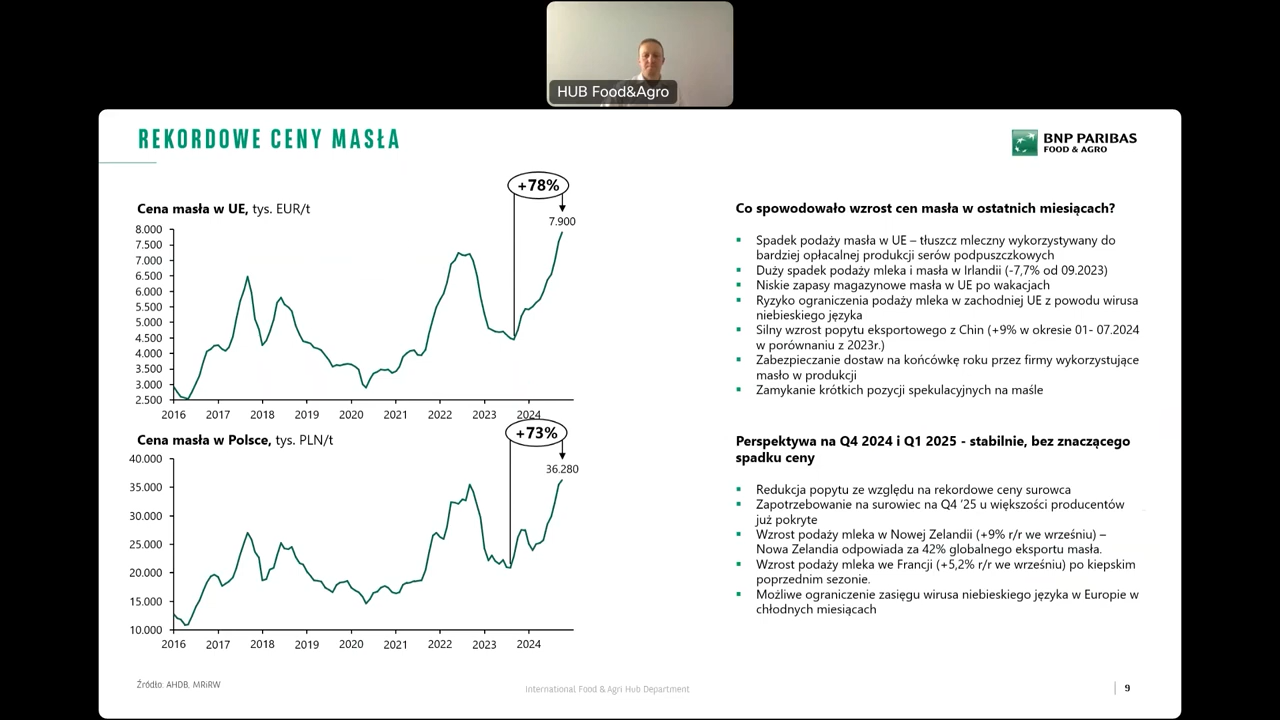 HUB Food&Agro
REKORDOWE CENY MASŁA
BNP PARIBAS
FOOD & AGRO
Cena masła w UE, tys. EUR/t
+78%
7.900
8.000
7.500
7.000
6.500
6.000
5.500
5.000
4.500
4.000
3.500
3.000
2.500
2016 2017 2018 2019 2020 2021 2022 2023 2024
Cena masła w Polsce, tys. PLN/t
+73%
36.280
40.000
35.000
30.000
25.000
20.000
15.000
10.000
2016 2017 2018 2019 2020 2021 2022 2023 2024
Co spowodowało wzrost cen masła w ostatnich miesiącach?
▪ Spadek podaży masła w UE – tłuszcz mleczny wykorzystywany do
bardziej opłacalnej produkcji serów podpuszczkowych
▪ Duży spadek podaży mleka i masła w Irlandii (-7,7% od 09.2023)
▪ Niskie zapasy magazynowe masła w UE po wakacjach
▪ Ryzyko ograniczenia podaży mleka w zachodniej UE z powodu wirusa
niebieskiego języka
▪ Silny wzrost popytu eksportowego z Chin (+9% w okresie 01- 07.2024
w porównaniu z 2023r.)
▪ Zabezpieczanie dostaw na końcówkę roku przez firmy wykorzystujące
masło w produkcji
▪ Zamykanie krótkich pozycji spekulacyjnych na maśle
Perspektywa na Q4 2024 i Q1 2025 - stabilnie, bez znaczącego
spadku ceny
▪ Redukcja popytu ze względu na rekordowe ceny surowca
▪ Zapotrzebowanie na surowiec na Q4 '25 u większości producentów
już pokryte
▪ Wzrost podaży mleka w Nowej Zelandii (+9% r/r we wrześniu) –
Nowa Zelandia odpowiada za 42% globalnego eksportu masła.
▪ Wzrost podaży mleka we Francji (+5,2% r/r we wrześniu) po kiepskim
poprzednim sezonie.
▪ Możliwe ograniczenie zasięgu wirusa niebieskiego języka w Europie w
chłodnych miesiącach
Źródło: AHDB, MRiRW
International Food & Agri Hub Department
9